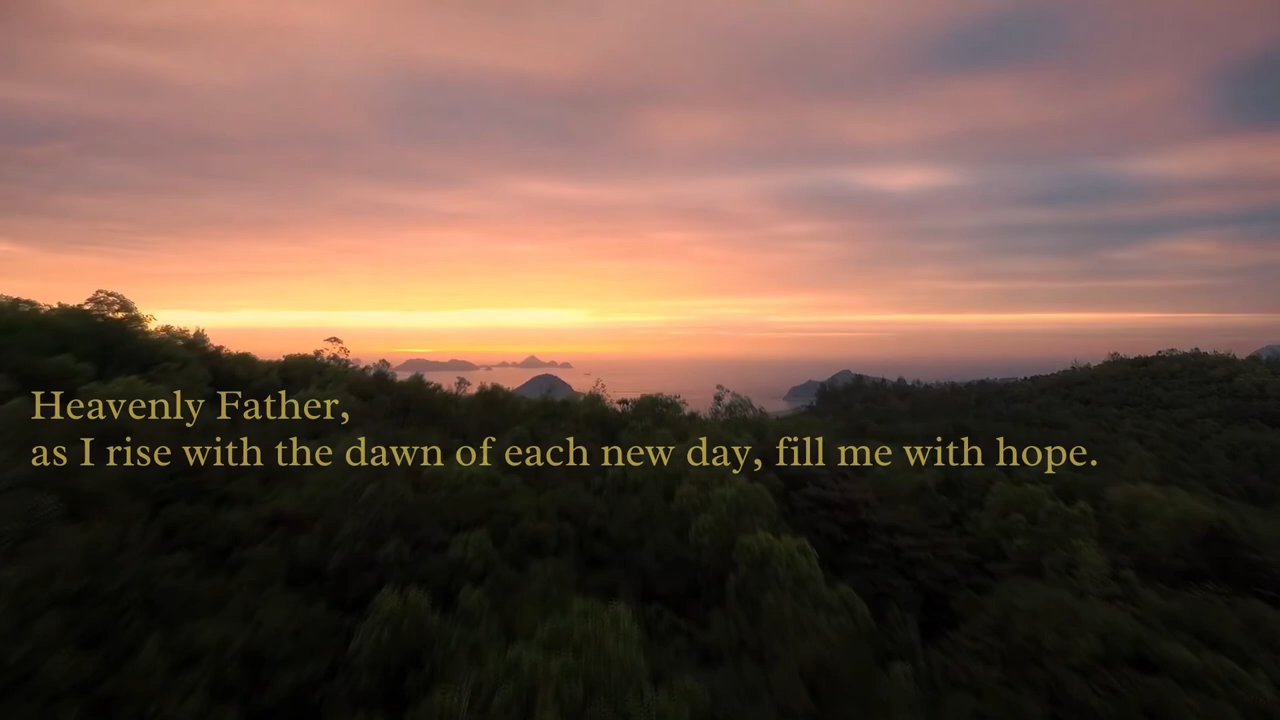 Heavenly Father,
as I rise with the dawn of each new day, fill me with hope.